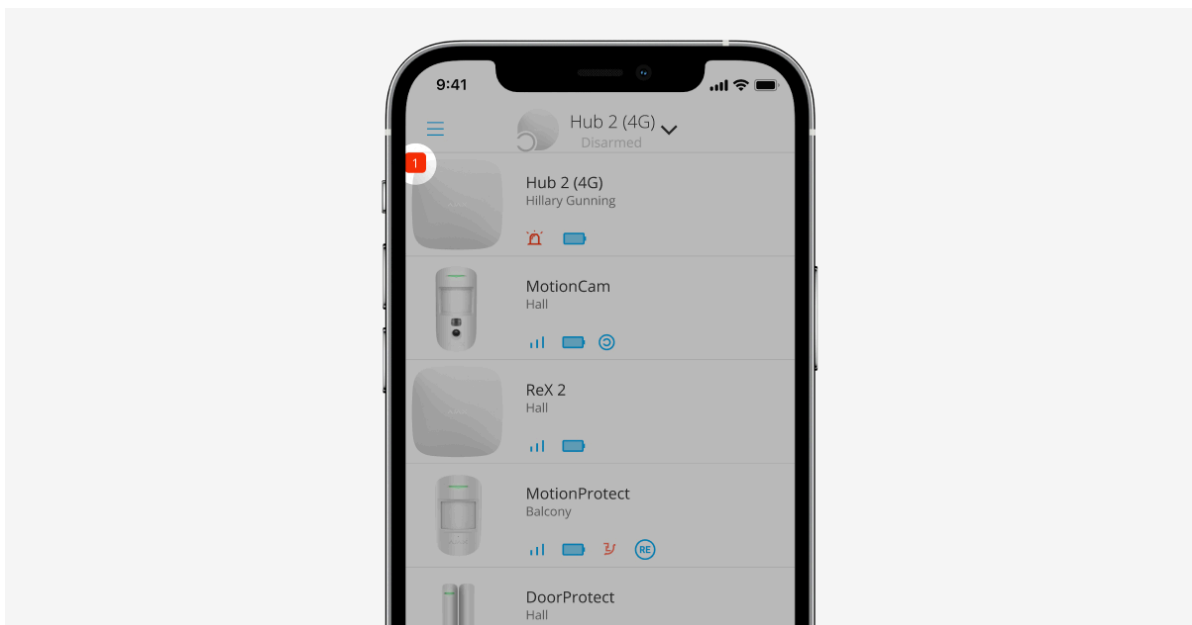 9:41
Hub 2 (4G)
Disarmed
1
Hub 2 (4G)
Hillary Gunning
MotionCam
Hall
ReX 2
Hall
MotionProtect
Balcony
RE
DoorProtect
Hall